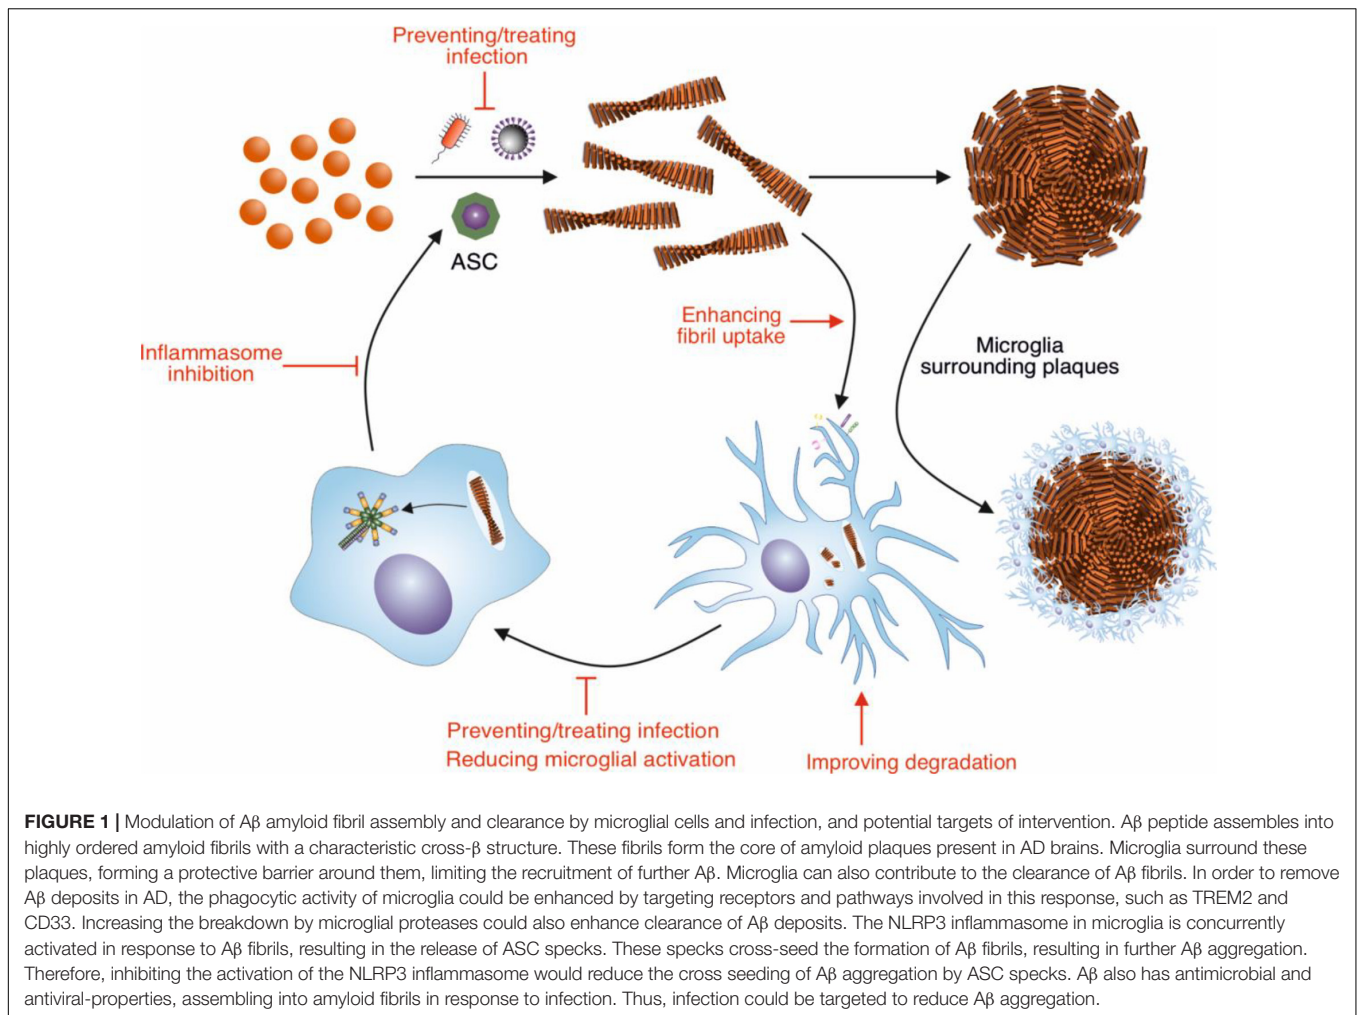 Preventing/treating
infection
ASC
Enhancing
fibril uptake
Inflammasome
inhibition
Microglia
surrounding plaques
Preventing/treating infection
Reducing microglial activation
Improving degradation
FIGURE 1 | Modulation of Aβ amyloid fibril assembly and clearance by microglial cells and infection, and potential targets of intervention. Aβ peptide assembles into
highly ordered amyloid fibrils with a characteristic cross-β structure. These fibrils form the core of amyloid plaques present in AD brains. Microglia surround these
plaques, forming a protective barrier around them, limiting the recruitment of further Aβ. Microglia can also contribute to the clearance of Aβ fibrils. In order to remove
Aβ deposits in AD, the phagocytic activity of microglia could be enhanced by targeting receptors and pathways involved in this response, such as TREM2 and
CD33. Increasing the breakdown by microglial proteases could also enhance clearance of Aβ deposits. The NLRP3 inflammasome in microglia is concurrently
activated in response to Aβ fibrils, resulting in the release of ASC specks. These specks cross-seed the formation of Aβ fibrils, resulting in further Aβ aggregation.
Therefore, inhibiting the activation of the NLRP3 inflammasome would reduce the cross seeding of Aβ aggregation by ASC specks. Aβ also has antimicrobial and
antiviral-properties, assembling into amyloid fibrils in response to infection. Thus, infection could be targeted to reduce Aβ aggregation.